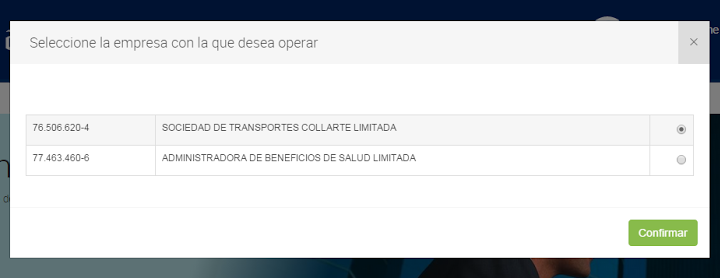 Seleccione la empresa con la que desea operar ×
76.506.620-4 SOCIEDAD DE TRANSPORTES COLLARTE LIMITADA
77.463.460-6 ADMINISTRADORA DE BENEFICIOS DE SALUD LIMITADA
Confirmar